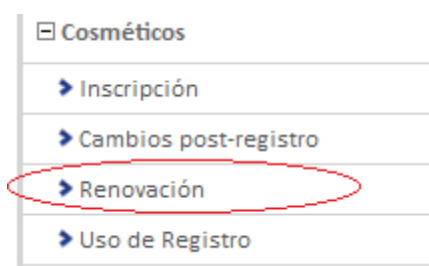 Cosméticos
Inscripción
Cambios post-registro
Renovación
Uso de Registro